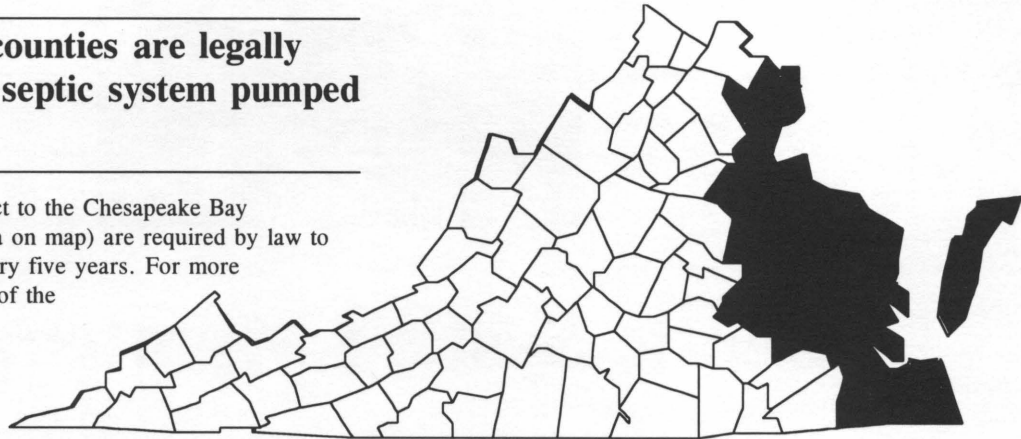 counties are legally
septic system pumped
ct to the Chesapeake Bay
on map) are required by law to
ry five years. For more
of the